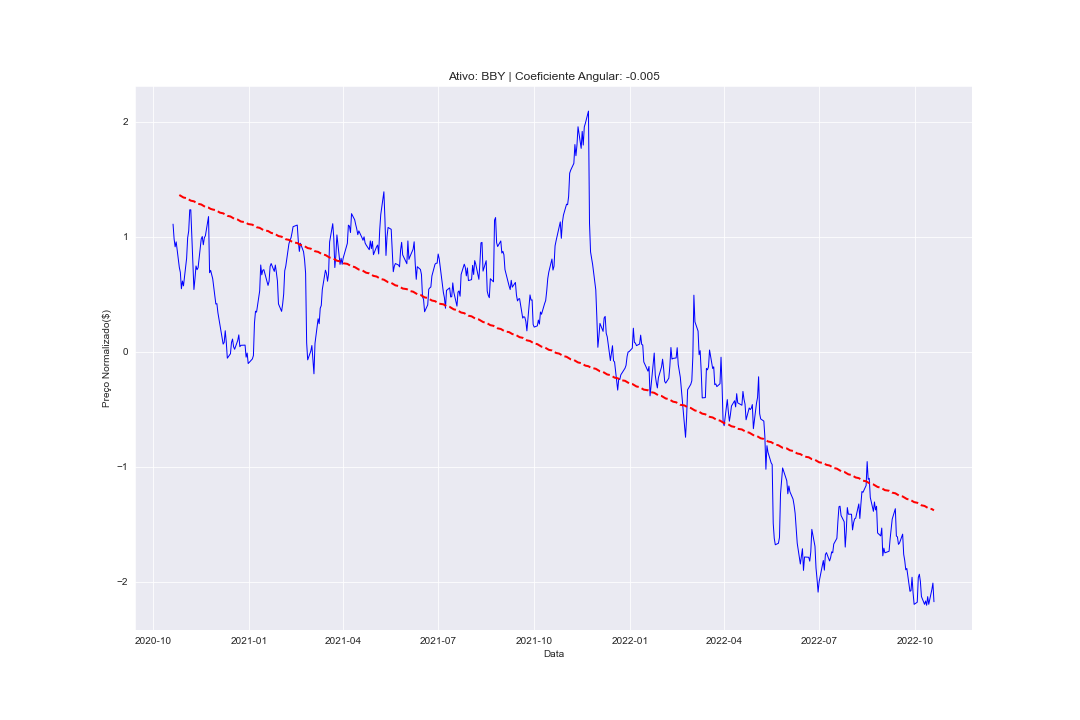 Ativo: BBY | Coeficiente Angular: -0.005
Preço Normalizado($)
2
1
0
−1
−2
2020-10 2021-01 2021-04 2021-07 2021-10 2022-01 2022-04 2022-07 2022-10
Data